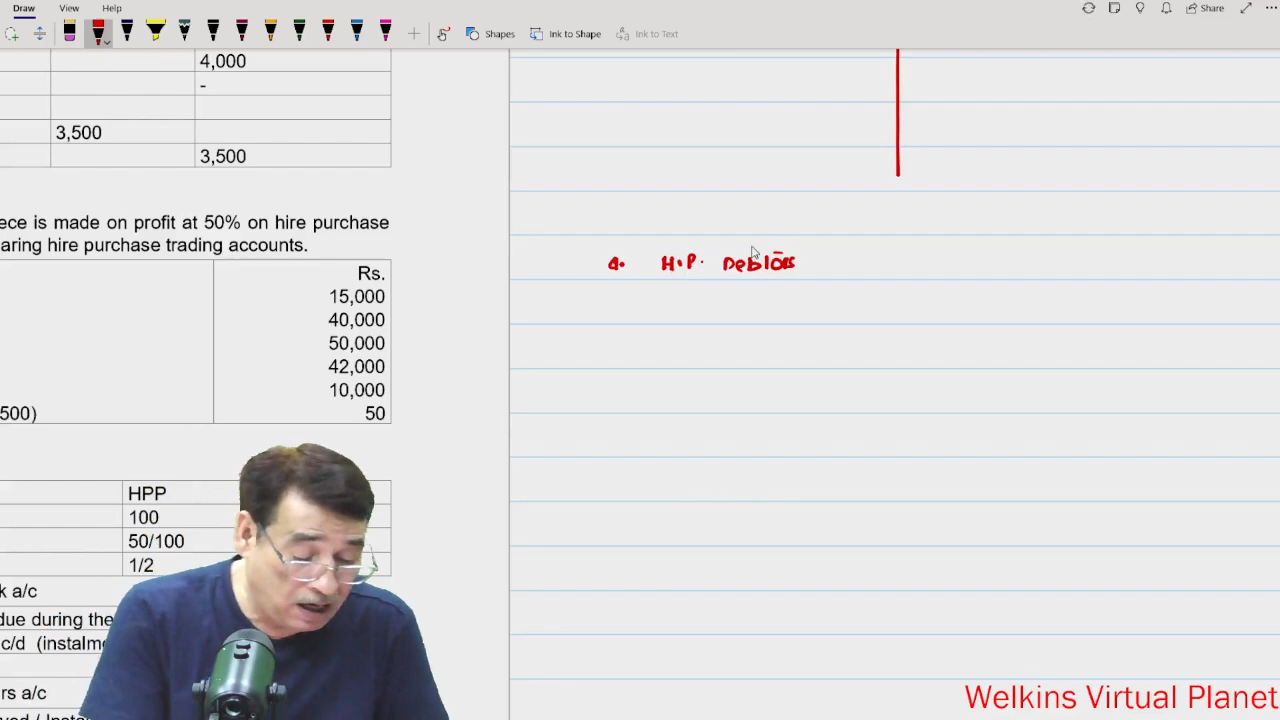 Draw View Help
Share
Shapes Ink to Shape Ink to Text
4,000
-
3,500
3,500
ece is made on profit at 50% on hire purchase
aring hire purchase trading accounts.
Rs.
15,000
40,000
50,000
42,000
10,000
500) 50
HPP
100
50/100
1/2
k a/c
due during the
c/d (instalme
rs a/c
ved / Instal
a. H.P. Debtors
Welkins Virtual Planet